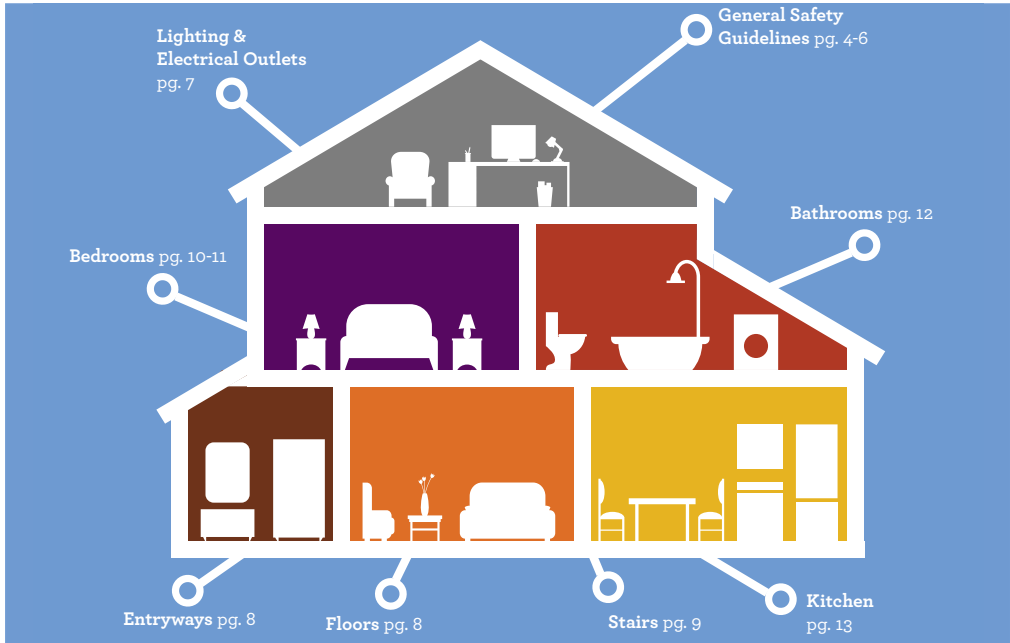 General Safety
Guidelines pg. 4-6
Lighting &
Electrical Outlets
pg. 7
Bathrooms pg. 12
Bedrooms pg. 10-11
Entryways pg. 8
Floors pg. 8
Stairs pg. 9
Kitchen
pg. 13